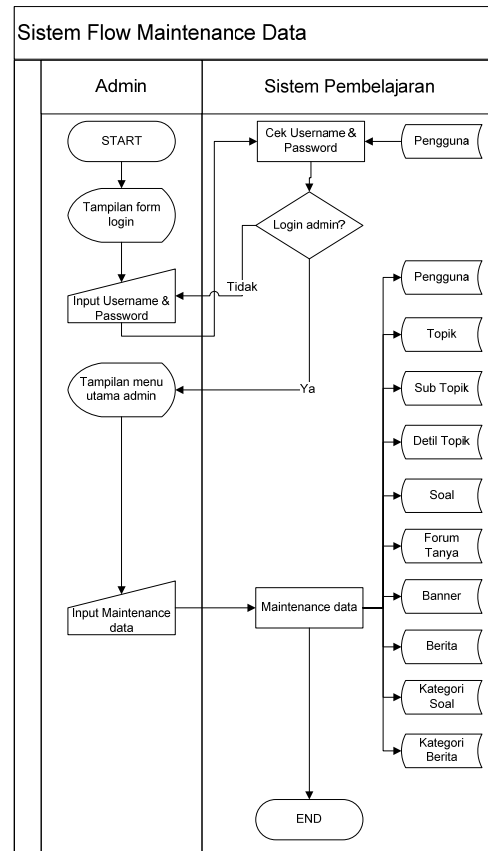 Sistem Flow Maintenance Data
Admin
Sistem Pembelajaran
START
Cek Username &
Password
Pengguna
Tampilan form
login
Login admin?
Tidak
Input Username &
Password
Pengguna
Topik
Tampilan menu
utama admin
Ya
Sub Topik
Detil Topik
Soal
Forum
Tanya
Input Maintenance
data
Maintenance data
Banner
Berita
Kategori
Soal
Kategori
Berita
END